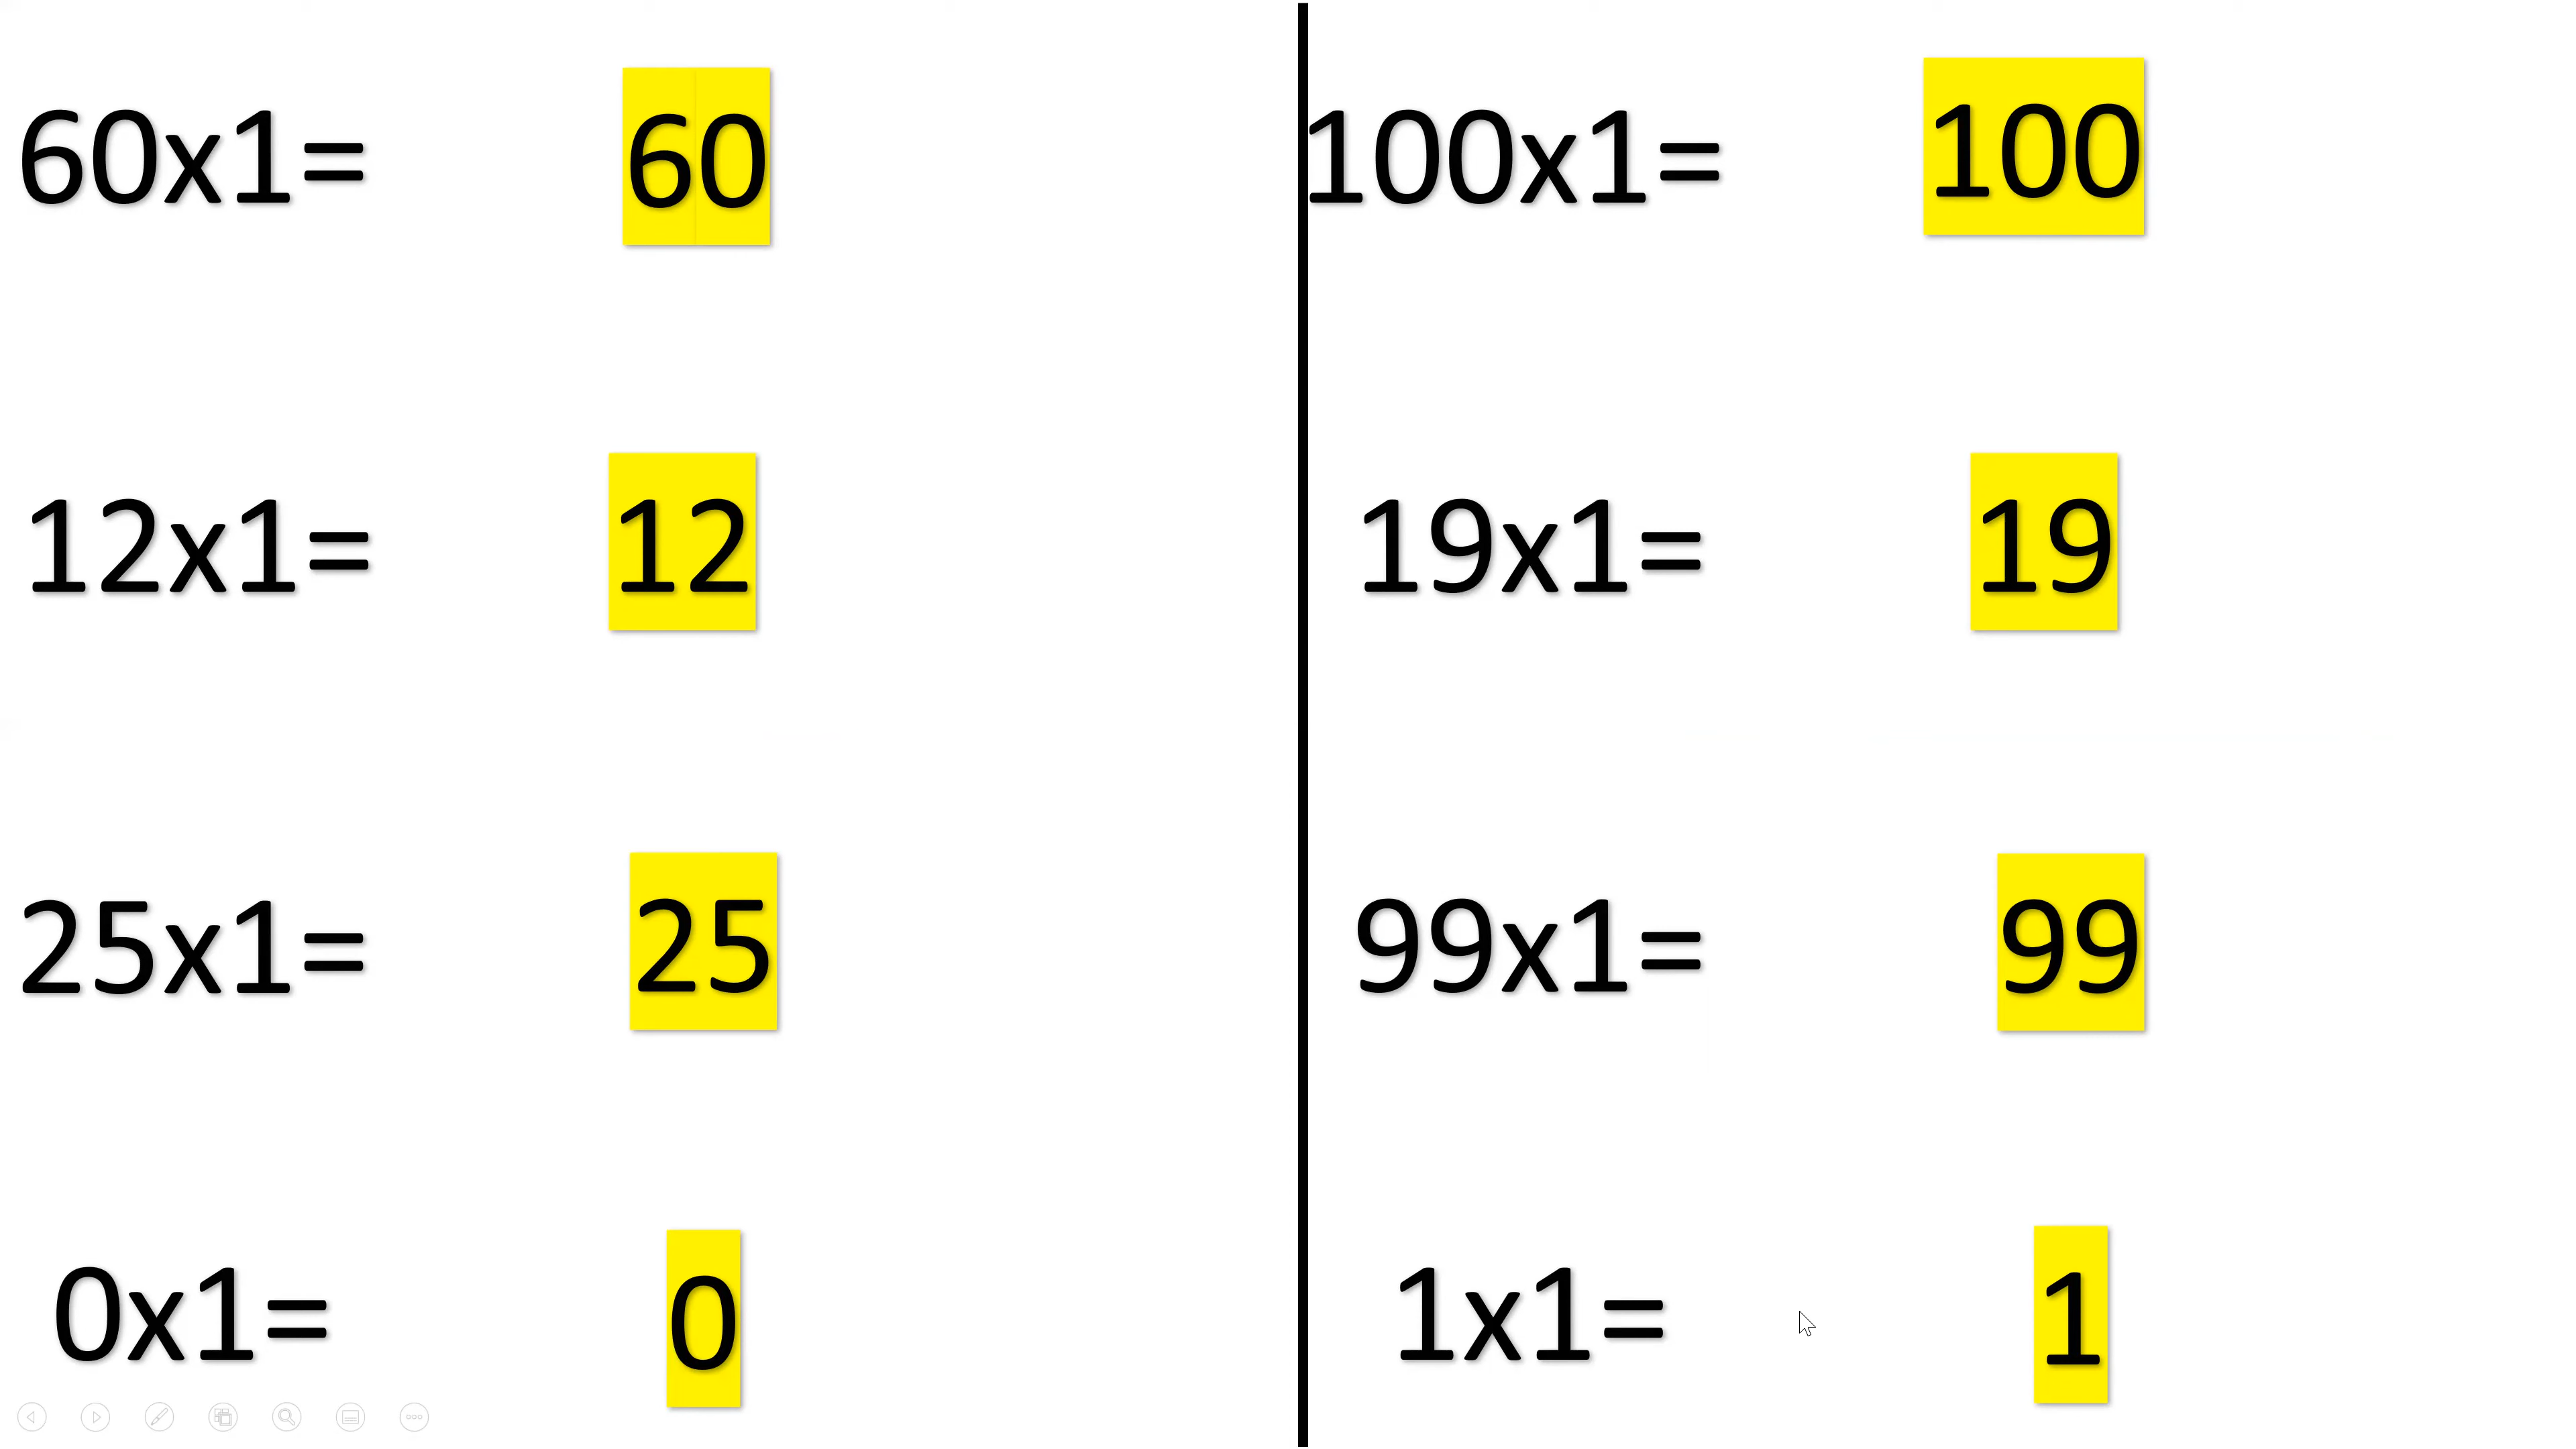 60x1= 60
12x1= 12
25x1= 25
0x1= 0
100x1= 100
19x1= 19
99x1= 99
1x1= 1